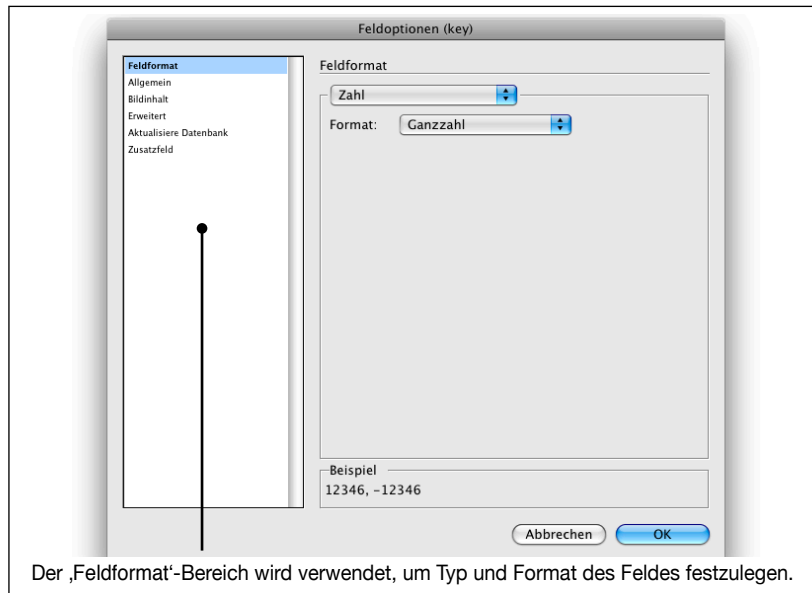 Feldoptionen (key)
Feldformat
Allgemein
Bildinhalt
Erweitert
Aktualisiere Datenbank
Zusatzfeld
Feldformat
Zahl
Format: Ganzzahl
Beispiel
12346, -12346
Abbrechen OK
Der ‚Feldformat‘-Bereich wird verwendet, um Typ und Format des Feldes festzulegen.